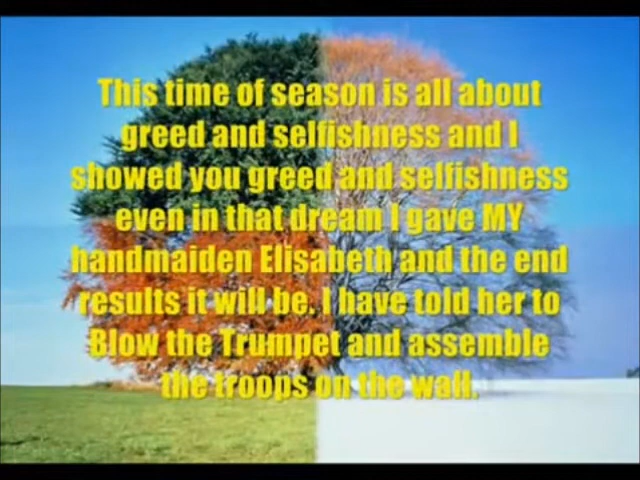 This time of season is all about
greed and selfishness and I
showed you greed and selfishness
even in that dream I gave MY
handmaiden Elisabeth and the end
results it will be. I have told her to
Blow the Trumpet and assemble
the troops on the wall.